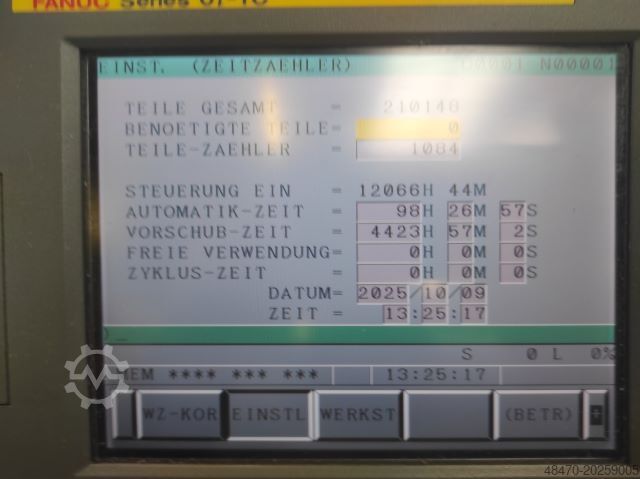 FANUC Series 0i-TC
EINST. (ZEITZAEHLER) O0001 N00001
TEILE GESAMT = 210148
BENOETIGTE TEILE= 0
TEILE-ZAEHLER = 1084
STEUERUNG EIN = 12066H 44M
AUTOMATIK-ZEIT = 98H 26M 57S
VORSCHUB-ZEIT = 4423H 57M 2S
FREIE VERWENDUNG= 0H 0M 0S
ZYKLUS-ZEIT = 0H 0M 0S
DATUM= 2025/10/09
ZEIT = 13:25:17
)_
S 0 L 0%
MEM **** *** *** 13:25:17
WZ-KOR EINSTL WERKST (BETR) +
48470-20259005